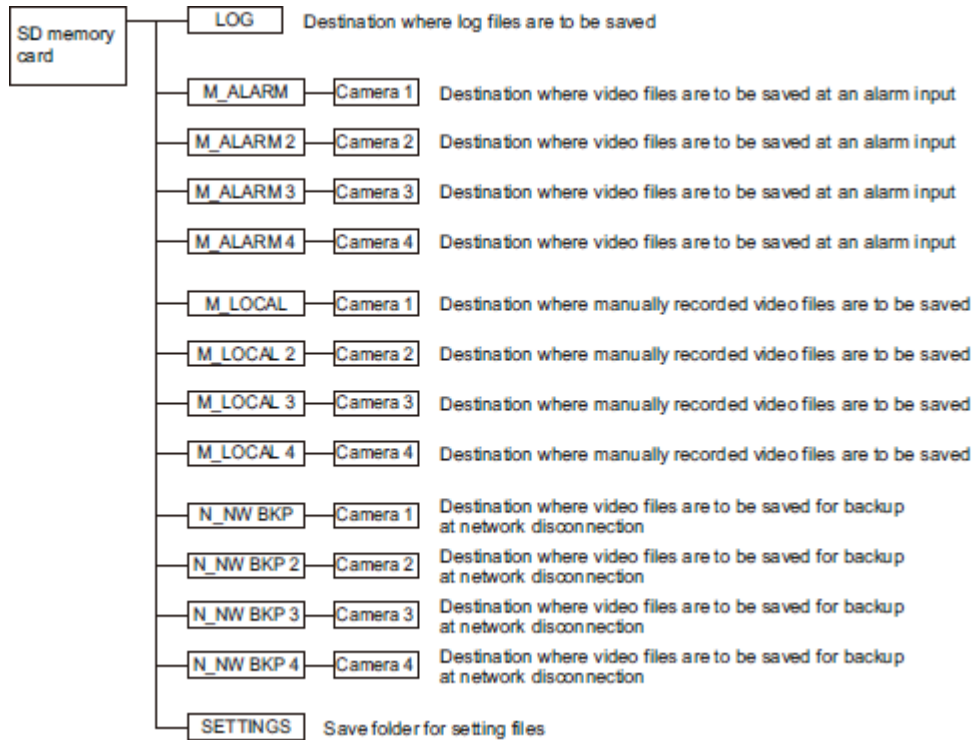 SD memory
card
LOG Destination where log files are to be saved
M_ALARM Camera 1 Destination where video files are to be saved at an alarm input
M_ALARM 2 Camera 2 Destination where video files are to be saved at an alarm input
M_ALARM 3 Camera 3 Destination where video files are to be saved at an alarm input
M_ALARM 4 Camera 4 Destination where video files are to be saved at an alarm input
M_LOCAL Camera 1 Destination where manually recorded video files are to be saved
M_LOCAL 2 Camera 2 Destination where manually recorded video files are to be saved
M_LOCAL 3 Camera 3 Destination where manually recorded video files are to be saved
M_LOCAL 4 Camera 4 Destination where manually recorded video files are to be saved
N_NW BKP Camera 1 Destination where video files are to be saved for backup
at network disconnection
N_NW BKP 2 Camera 2 Destination where video files are to be saved for backup
at network disconnection
N_NW BKP 3 Camera 3 Destination where video files are to be saved for backup
at network disconnection
N_NW BKP 4 Camera 4 Destination where video files are to be saved for backup
at network disconnection
SETTINGS Save folder for setting files